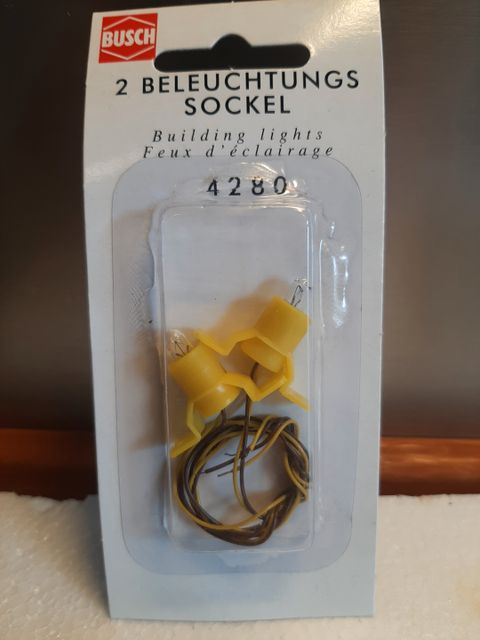 BUSCH
2 BELEUCHTUNGS
SOCKEL
Building lights
Feux d'éclairage
4280